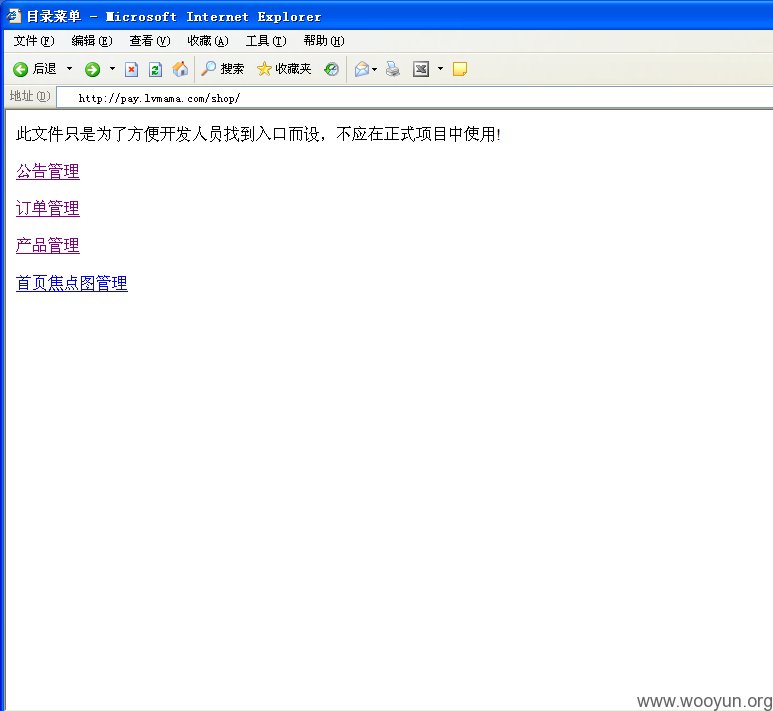 目录菜单 - Microsoft Internet Explorer
文件(F) 编辑(E) 查看(V) 收藏(A) 工具(T) 帮助(H)
后退 搜索 收藏夹
地址(D) http://pay.lvmama.com/shop/
此文件只是为了方便开发人员找到入口而设，不应在正式项目中使用!
公告管理
订单管理
产品管理
首页焦点图管理
www.wooyun.org